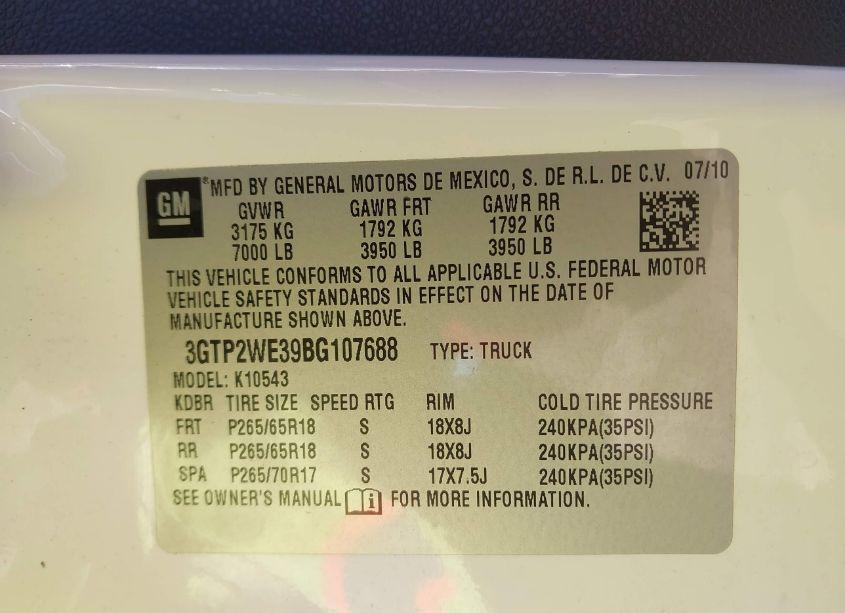 GM *MFD BY GENERAL MOTORS DE MEXICO, S. DE R.L. DE C.V. 07/10
GVWR GAWR FRT GAWR RR
3175 KG 1792 KG 1792 KG
7000 LB 3950 LB 3950 LB
THIS VEHICLE CONFORMS TO ALL APPLICABLE U.S. FEDERAL MOTOR
VEHICLE SAFETY STANDARDS IN EFFECT ON THE DATE OF
MANUFACTURE SHOWN ABOVE.
3GTP2WE39BG107688 TYPE: TRUCK
MODEL: K10543
KDBR TIRE SIZE SPEED RTG RIM COLD TIRE PRESSURE
FRT P265/65R18 S 18X8J 240KPA(35PSI)
RR P265/65R18 S 18X8J 240KPA(35PSI)
SPA P265/70R17 S 17X7.5J 240KPA(35PSI)
SEE OWNER'S MANUAL i FOR MORE INFORMATION.